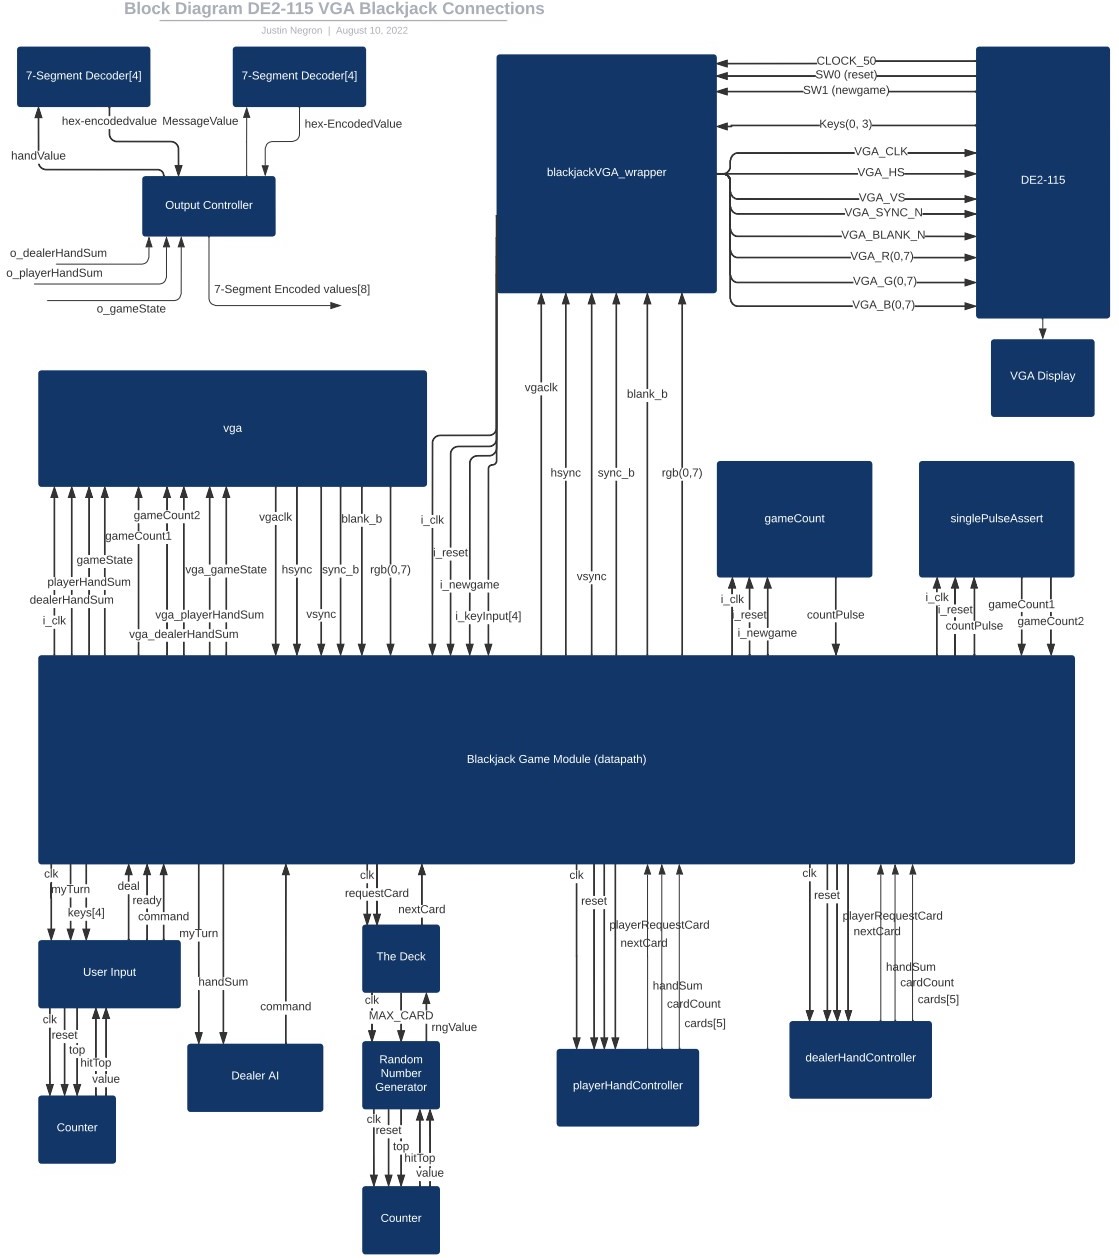 Block Diagram DE2-115 VGA Blackjack Connections
Justin Negron | August 10, 2022
7-Segment Decoder[4]
7-Segment Decoder[4]
hex-encodedvalue
MessageValue
hex-EncodedValue
handValue
Output Controller
o_dealerHandSum
o_playerHandSum
o_gameState
7-Segment Encoded values[8]
blackjackVGA_wrapper
CLOCK_50
SW0 (reset)
SW1 (newgame)
Keys(0, 3)
VGA_CLK
VGA_HS
VGA_VS
VGA_SYNC_N
VGA_BLANK_N
VGA_R(0,7)
VGA_G(0,7)
VGA_B(0,7)
DE2-115
VGA Display
vga
gameCount2
gameCount1
gameState
playerHandSum
dealerHandSum
i_clk
vga_gameState
vga_playerHandSum
vga_dealerHandSum
vgaclk
hsync
vsync
sync_b
blank_b
rgb(0,7)
i_clk
i_reset
i_newgame
i_keyInput[4]
vgaclk
hsync
vsync
sync_b
blank_b
rgb(0,7)
gameCount
i_clk
i_reset
i_newgame
countPulse
singlePulseAssert
i_clk
i_reset
countPulse
gameCount1
gameCount2
Blackjack Game Module (datapath)
clk
myTurn
keys[4]
deal
ready
command
User Input
clk
reset
top
hitTop
value
Counter
myTurn
handSum
command
Dealer AI
clk
requestCard
nextCard
The Deck
clk
MAX_CARD
rngValue
Random
Number
Generator
clk
reset
top
hitTop
value
Counter
clk
reset
playerRequestCard
nextCard
handSum
cardCount
cards[5]
playerHandController
clk
reset
playerRequestCard
nextCard
handSum
cardCount
cards[5]
dealerHandController